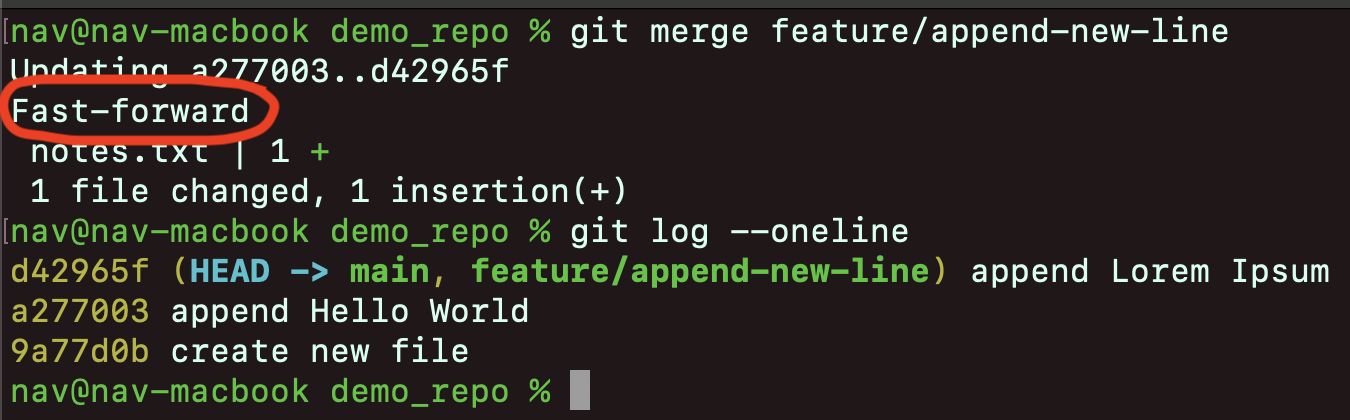 nav@nav-macbook demo_repo % git merge feature/append-new-line
Updating a277003..d42965f
Fast-forward
 notes.txt | 1 +
 1 file changed, 1 insertion(+)
nav@nav-macbook demo_repo % git log --oneline
d42965f (HEAD -> main, feature/append-new-line) append Lorem Ipsum
a277003 append Hello World
9a77d0b create new file
nav@nav-macbook demo_repo %